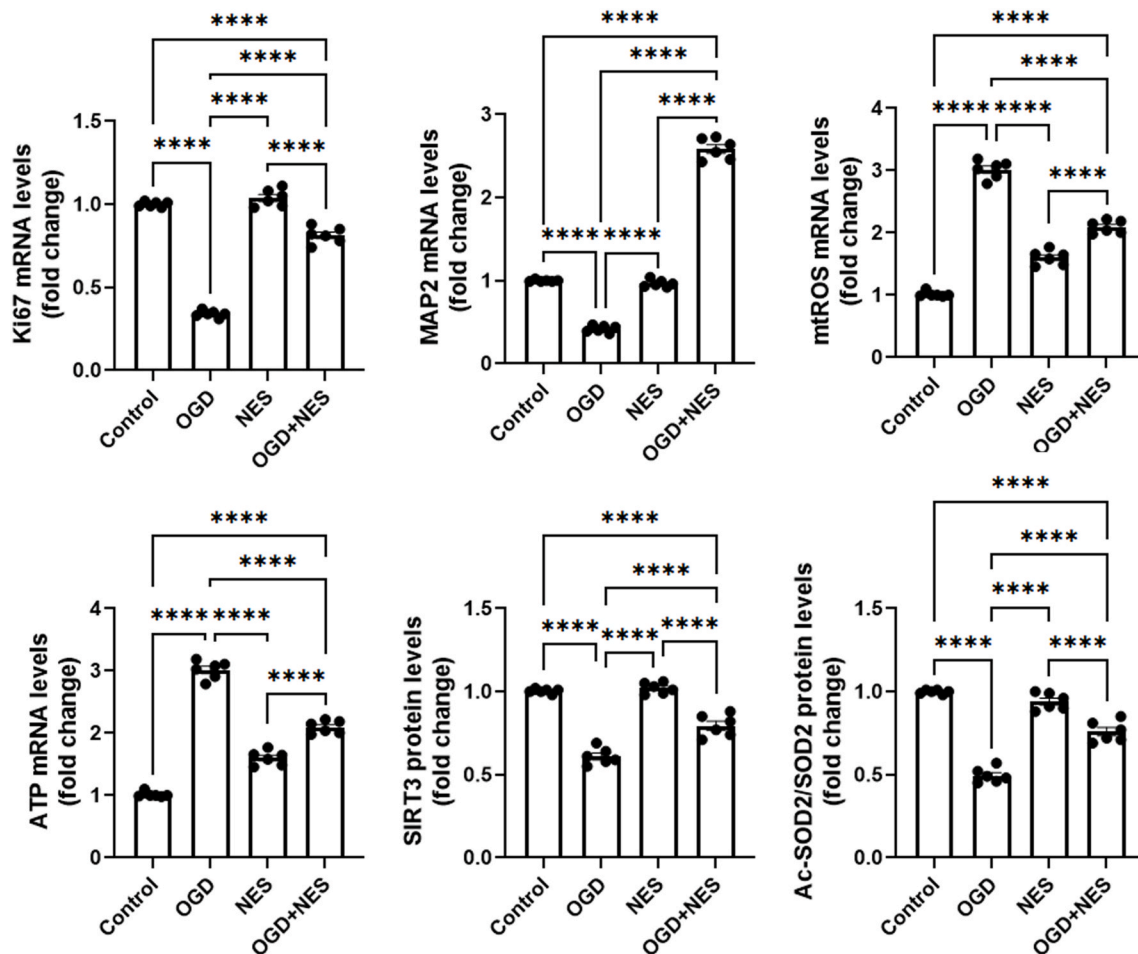 ****
****
****
****
****
Ki67 mRNA levels
(fold change)
1.5
1.0
0.5
0.0
Control
OGD
NES
OGD+NES
****
****
****
****
****
MAP2 mRNA levels
(fold change)
3
2
1
0
Control
OGD
NES
OGD+NES
****
****
****
****
****
mtROS mRNA levels
(fold change)
4
3
2
1
0
Control
OGD
NES
OGD+NES
****
****
****
****
****
ATP mRNA levels
(fold change)
4
3
2
1
0
Control
OGD
NES
OGD+NES
****
****
****
****
****
SIRT3 protein levels
(fold change)
1.5
1.0
0.5
0.0
Control
OGD
NES
OGD+NES
****
****
****
****
****
Ac-SOD2/SOD2 protein levels
(fold change)
1.5
1.0
0.5
0.0
Control
OGD
NES
OGD+NES